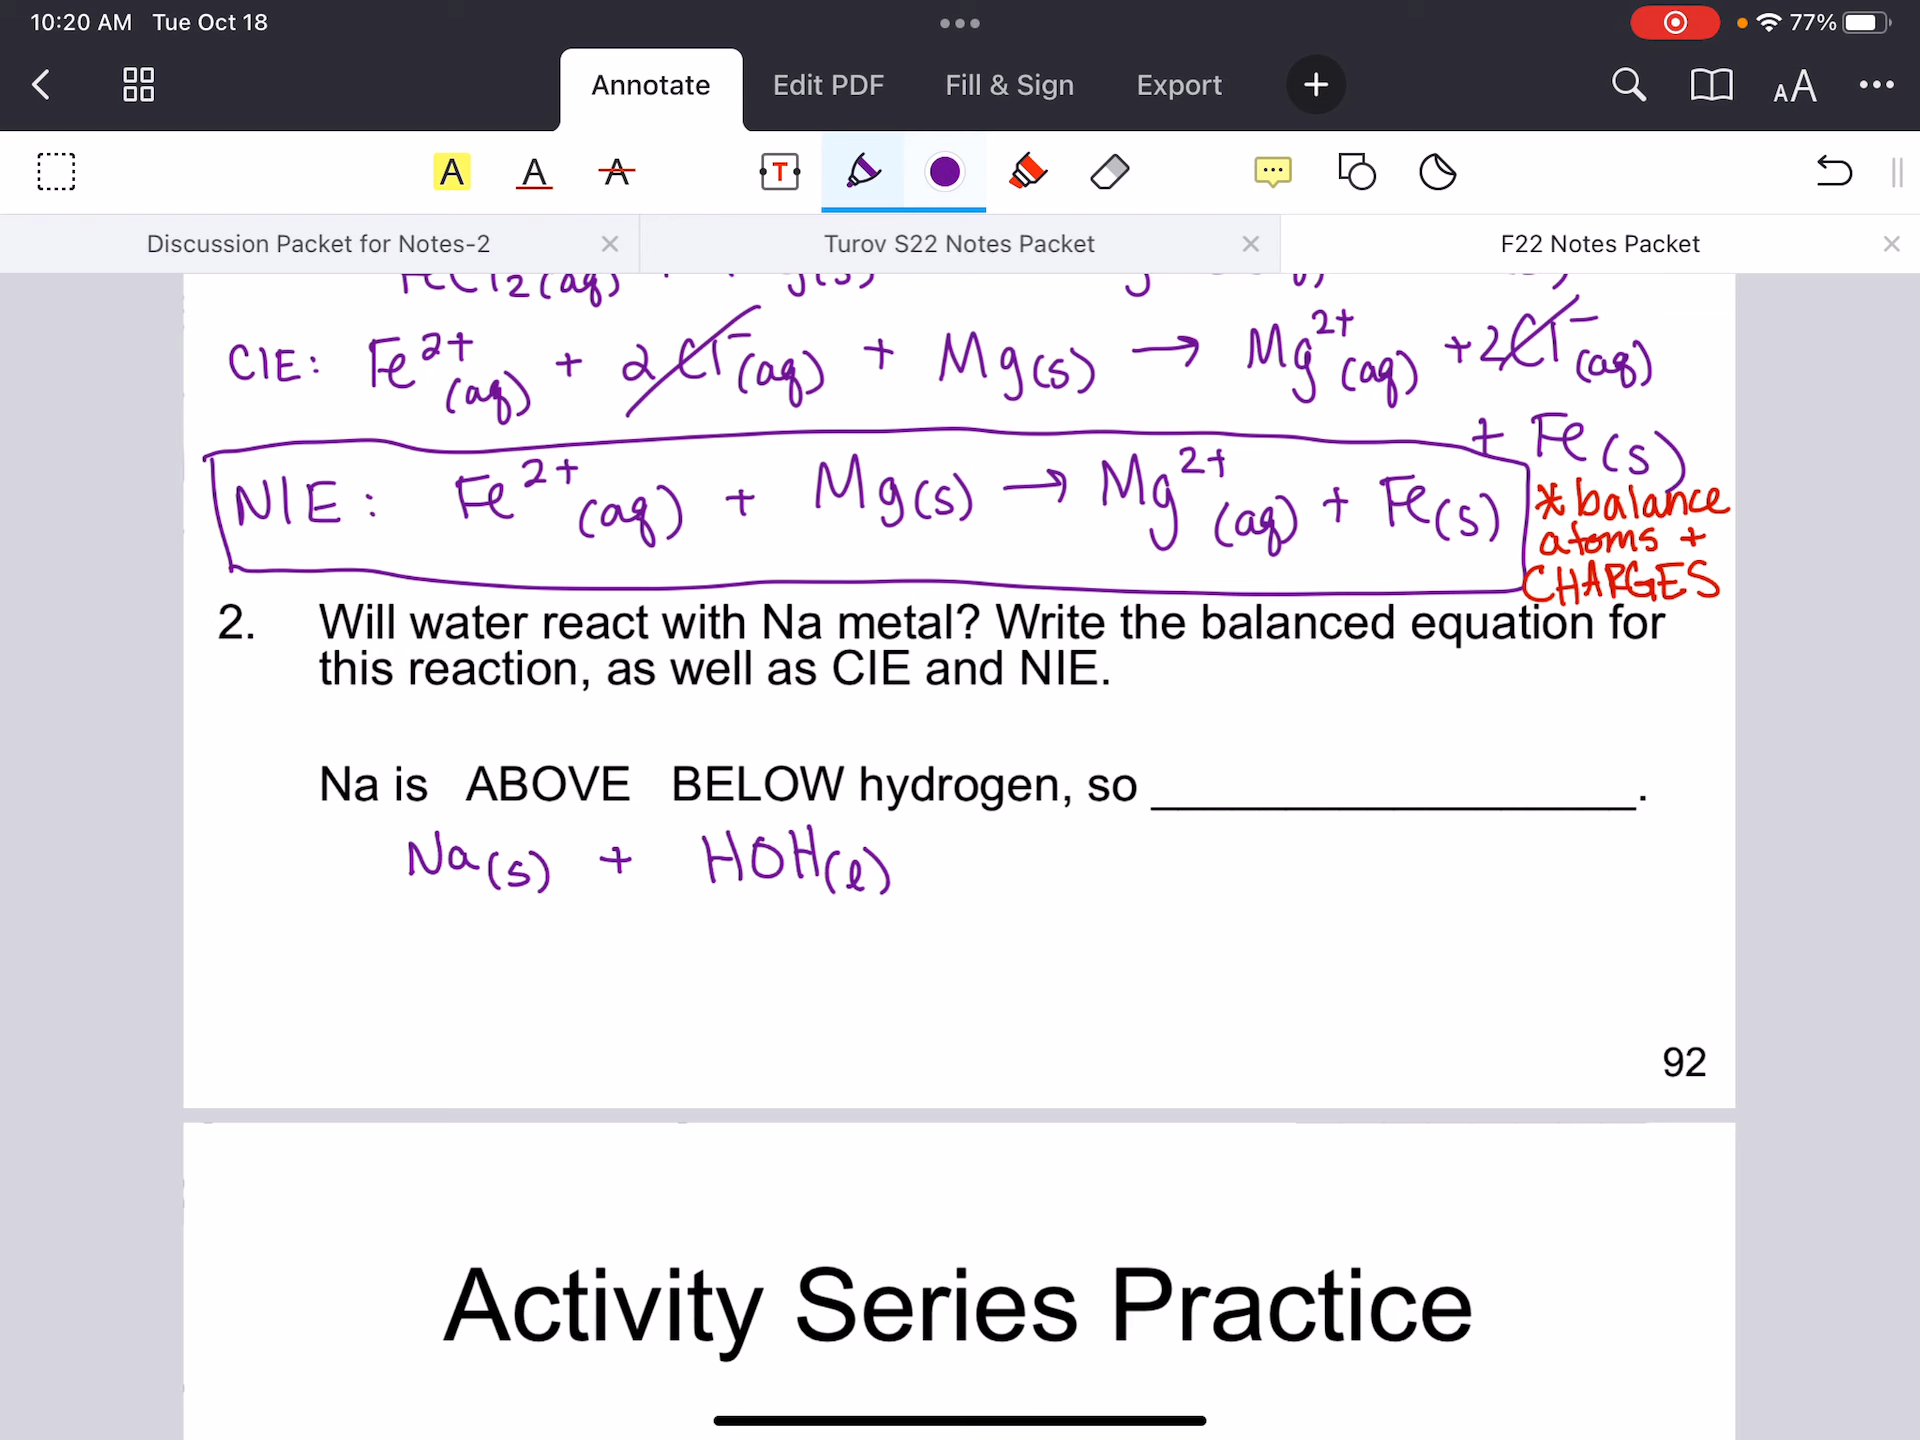 10:20 AM Tue Oct 18 77%
Annotate Edit PDF Fill & Sign Export
A A A T AA
Discussion Packet for Notes-2 Turov S22 Notes Packet F22 Notes Packet
FeCl₂(aq)
CIE: Fe²⁺(aq) + 2Cl⁻(aq) + Mg(s) → Mg²⁺(aq) + 2Cl⁻(aq)
+ Fe(s)
NIE: Fe²⁺(aq) + Mg(s) → Mg²⁺(aq) + Fe(s)
* balance
atoms +
CHARGES
2. Will water react with Na metal? Write the balanced equation for
this reaction, as well as CIE and NIE.
Na is ABOVE BELOW hydrogen, so ____________________.
Na(s) + HOH(l)
92
Activity Series Practice